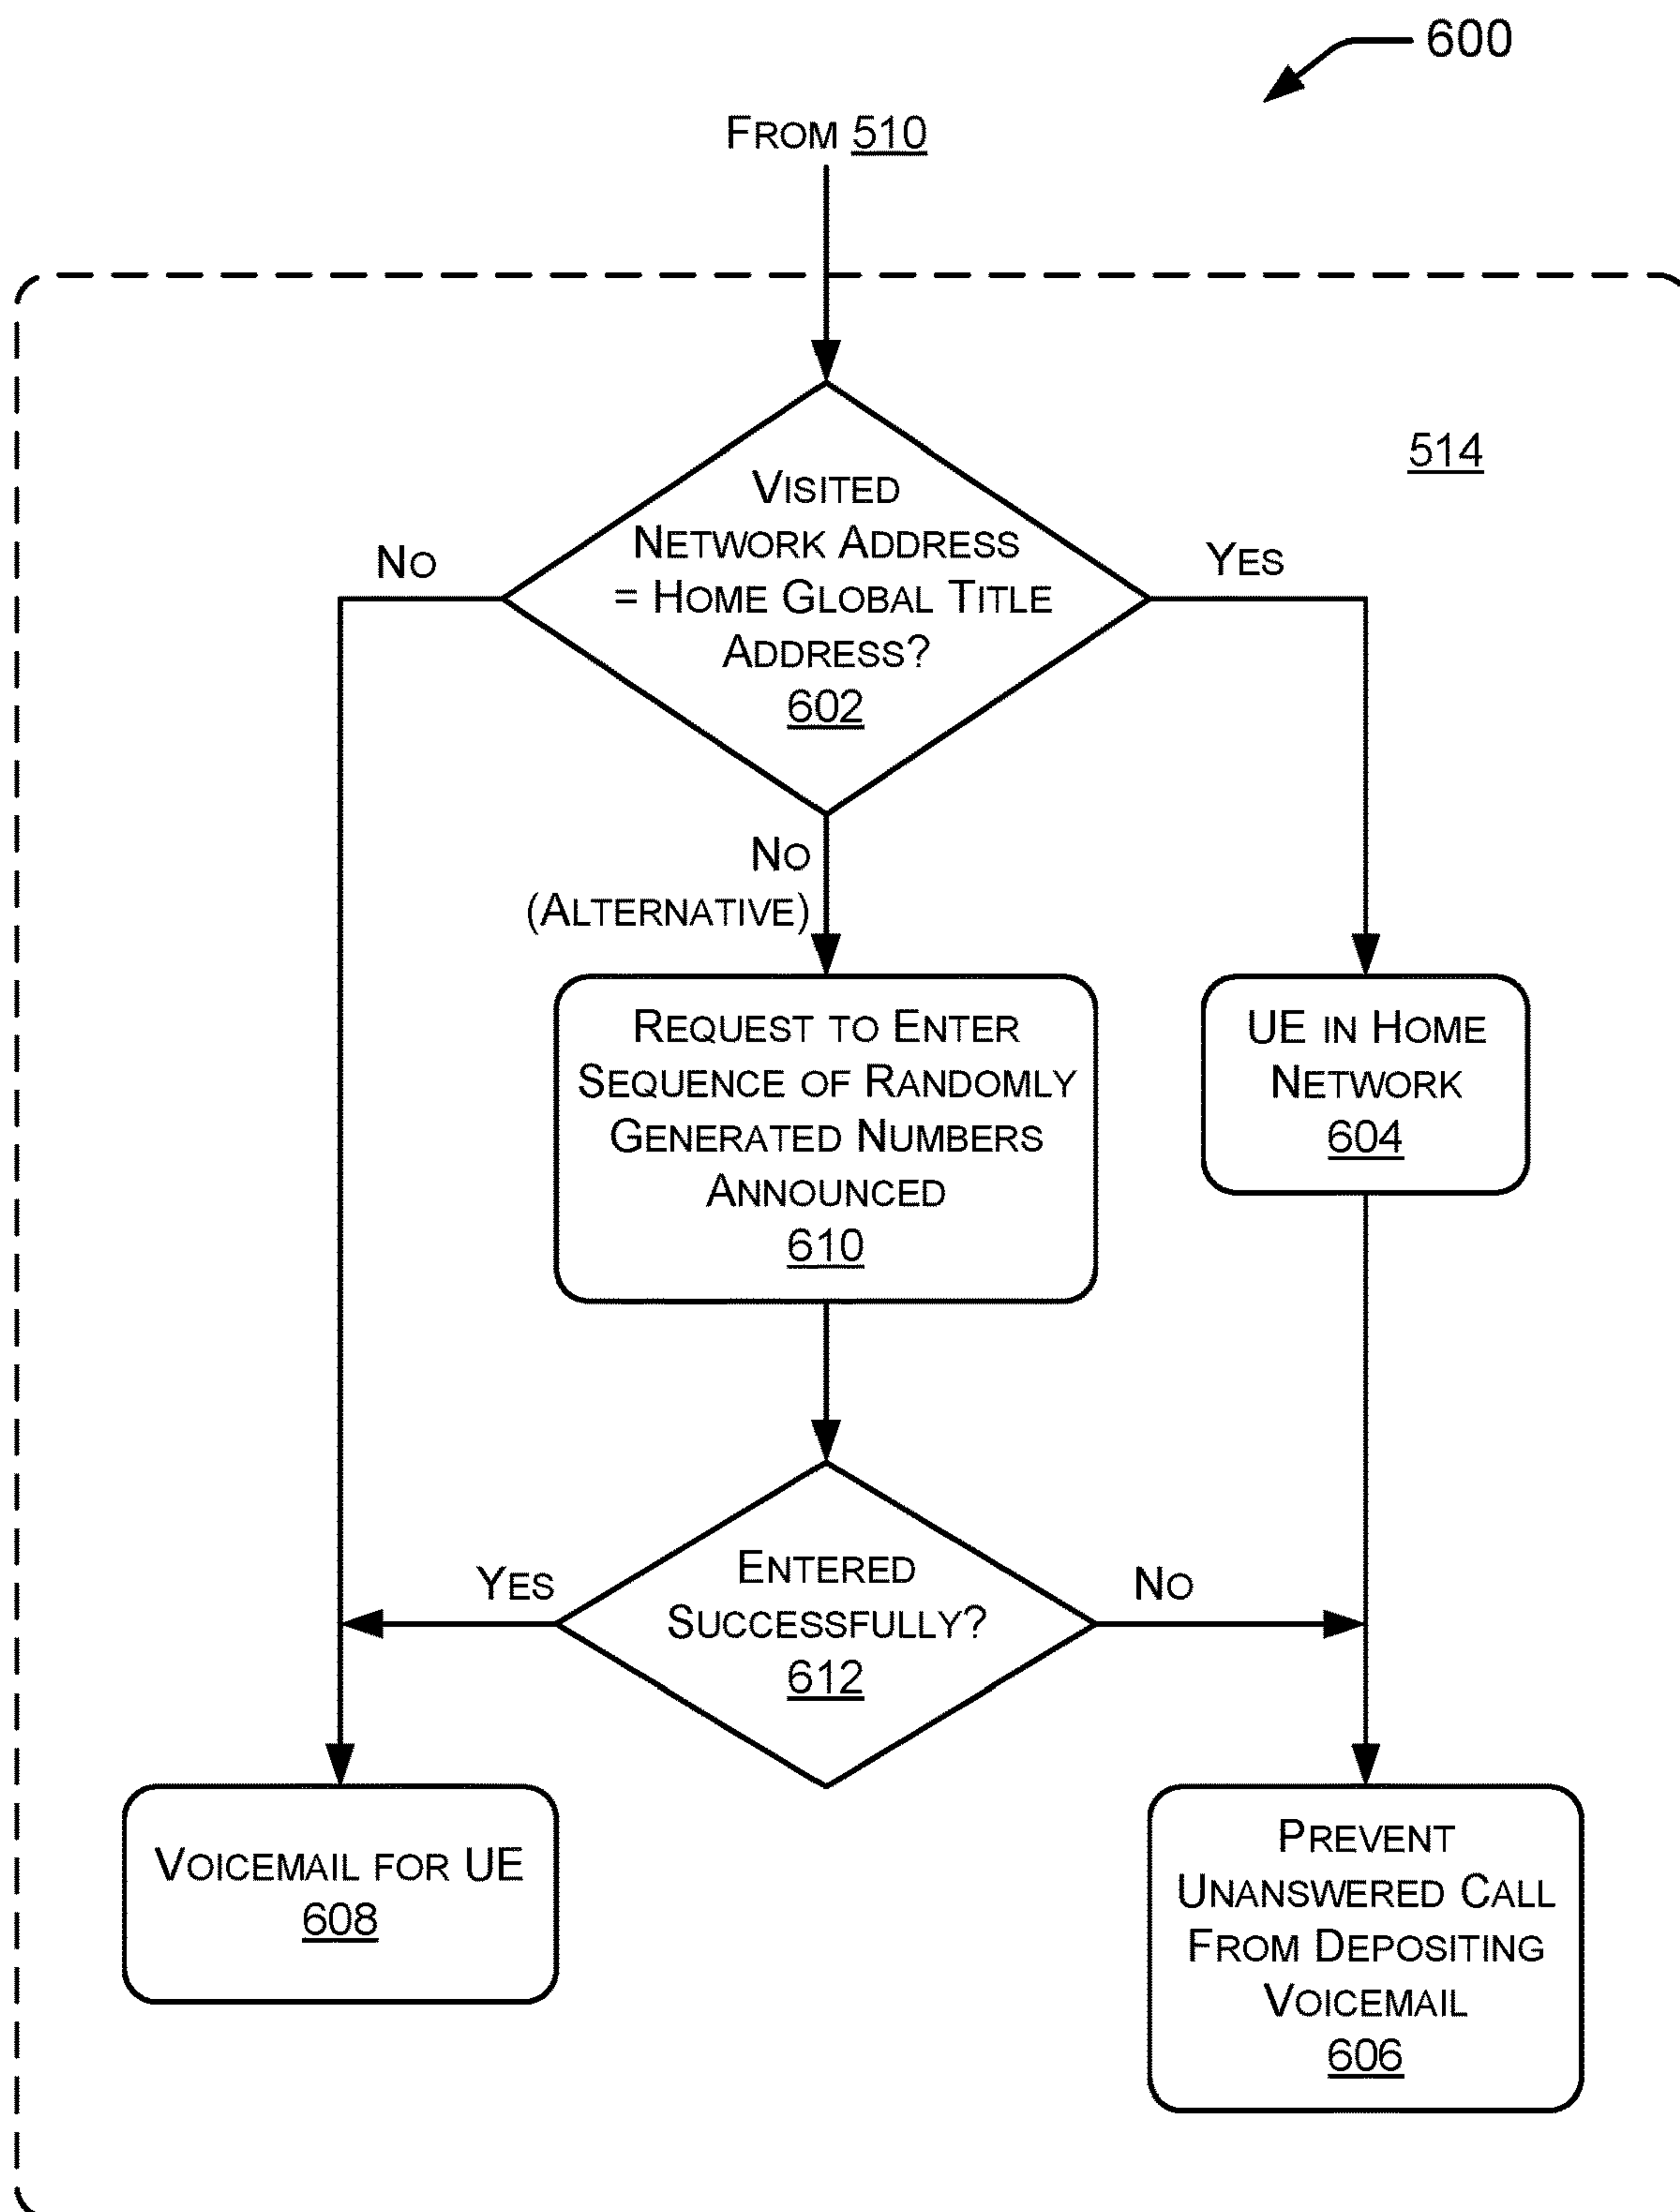 600
FROM 510
514
VISITED
NETWORK ADDRESS
= HOME GLOBAL TITLE
ADDRESS?
602
NO
YES
NO
(ALTERNATIVE)
REQUEST TO ENTER
SEQUENCE OF RANDOMLY
GENERATED NUMBERS
ANNOUNCED
610
UE IN HOME
NETWORK
604
YES
ENTERED
SUCCESSFULLY?
612
NO
VOICEMAIL FOR UE
608
PREVENT
UNANSWERED CALL
FROM DEPOSITING
VOICEMAIL
606